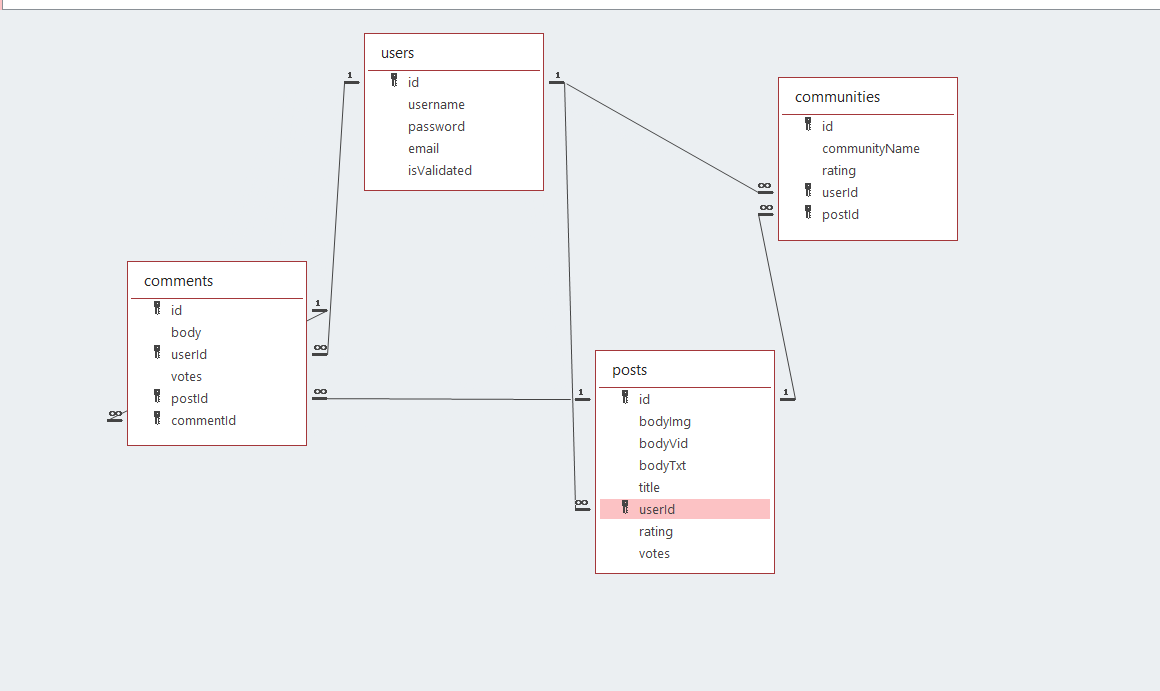 users
1
id
1
username
password
email
isValidated
communities
id
communityName
rating
∞
userId
∞
postId
comments
id
1
body
userId
∞
votes
postId
∞
∞
commentId
posts
1
id
1
bodyImg
bodyVid
bodyTxt
title
∞
userId
rating
votes